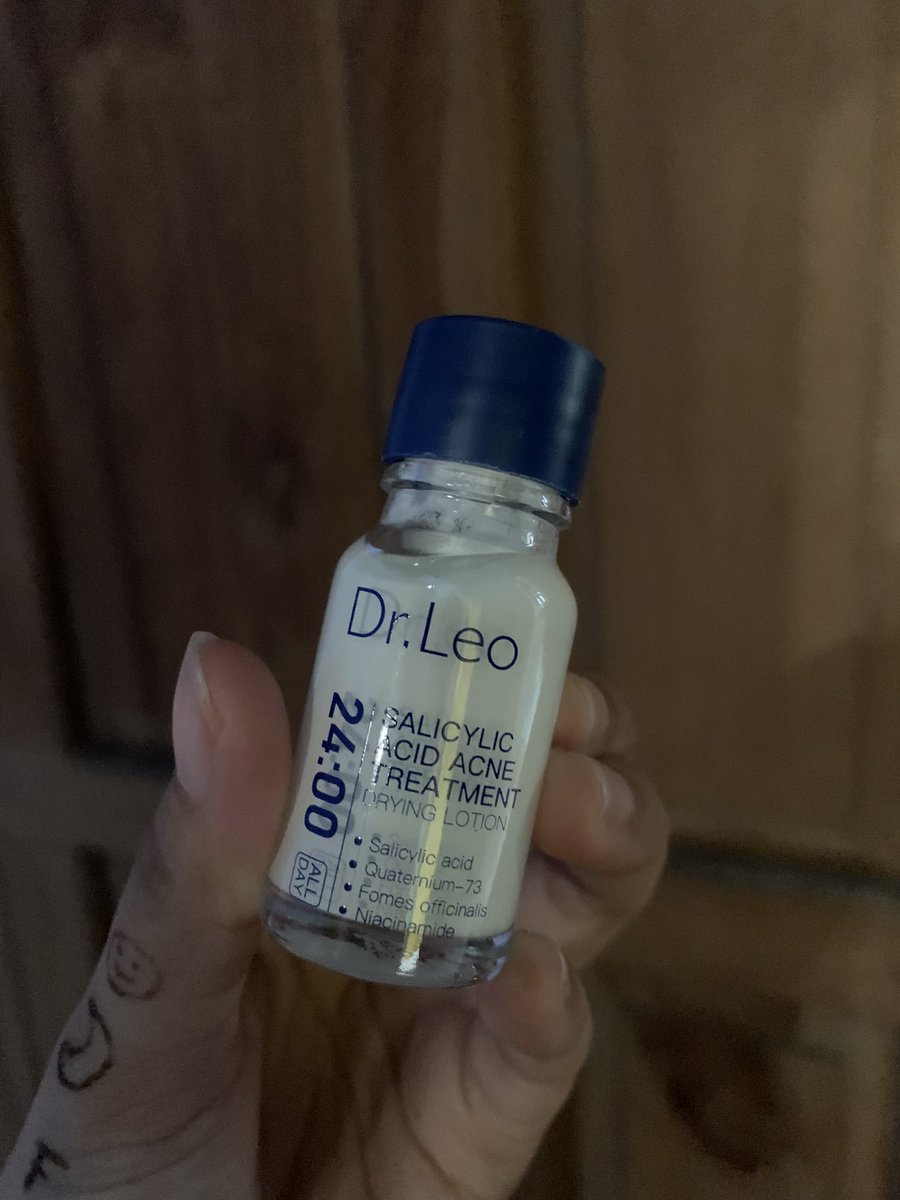 Dr.Leo
24:00
ALL
DAY
SALICYLIC
ACID ACNE
TREATMENT
DRYING LOTION
• Salicylic acid
• Quaternium-73
• Fomes officinalis
• Niacinamide